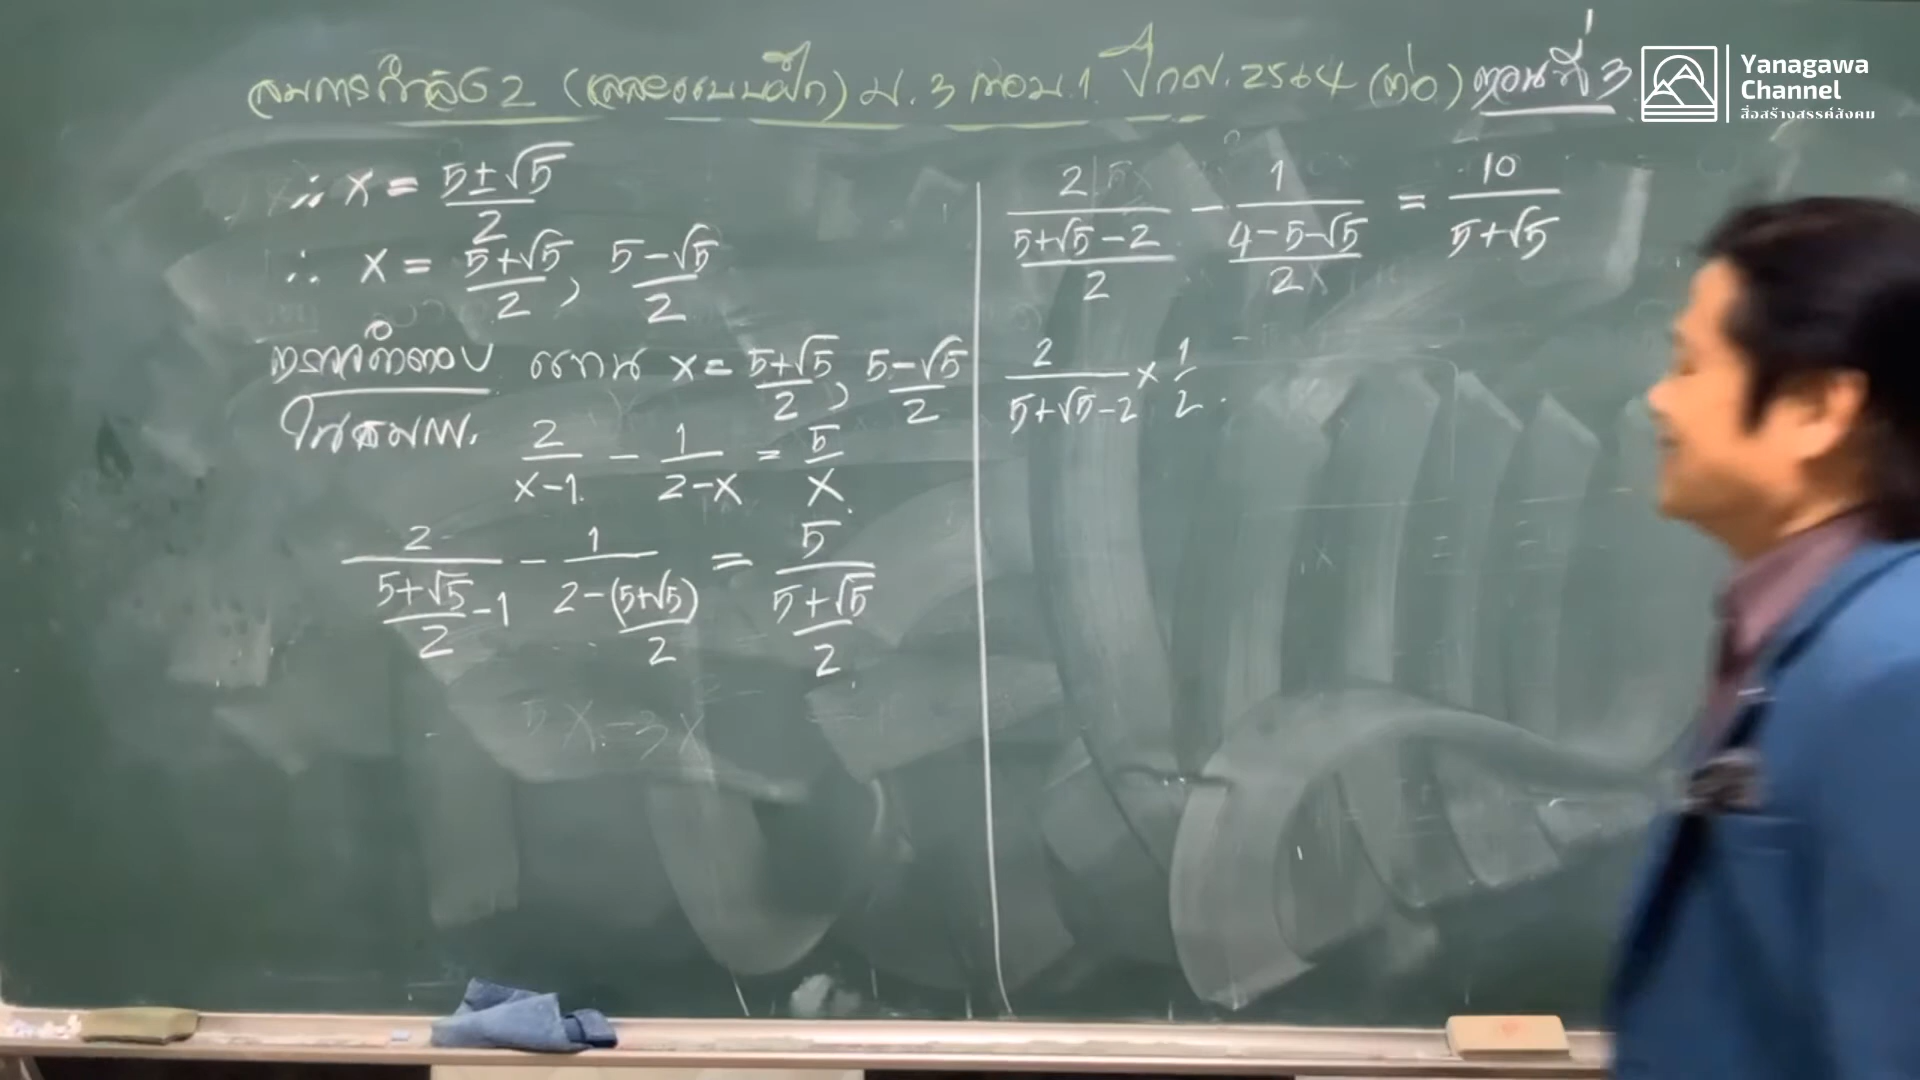 สมการกำลัง 2 (เฉลยแบบฝึก) ม.3 เทอม 1 ปีกศ. 2564 (ต่อ) ตอนที่ 3
Yanagawa
Channel
สื่อสร้างสรรค์สังคม
∴ x = (5±√5)/2
∴ x = (5+√5)/2, (5-√5)/2
ตรวจคำตอบ แทน x = (5+√5)/2, (5-√5)/2
ในสมก.
2/(x-1) - 1/(2-x) = 5/x
2/((5+√5)/2 -1) - 1/(2-(5+√5)/2) = 5/((5+√5)/2)
2/((5+√5-2)/2) - 1/((4-5-√5)/2) = 10/(5+√5)
2/(5+√5-2) × 1/2